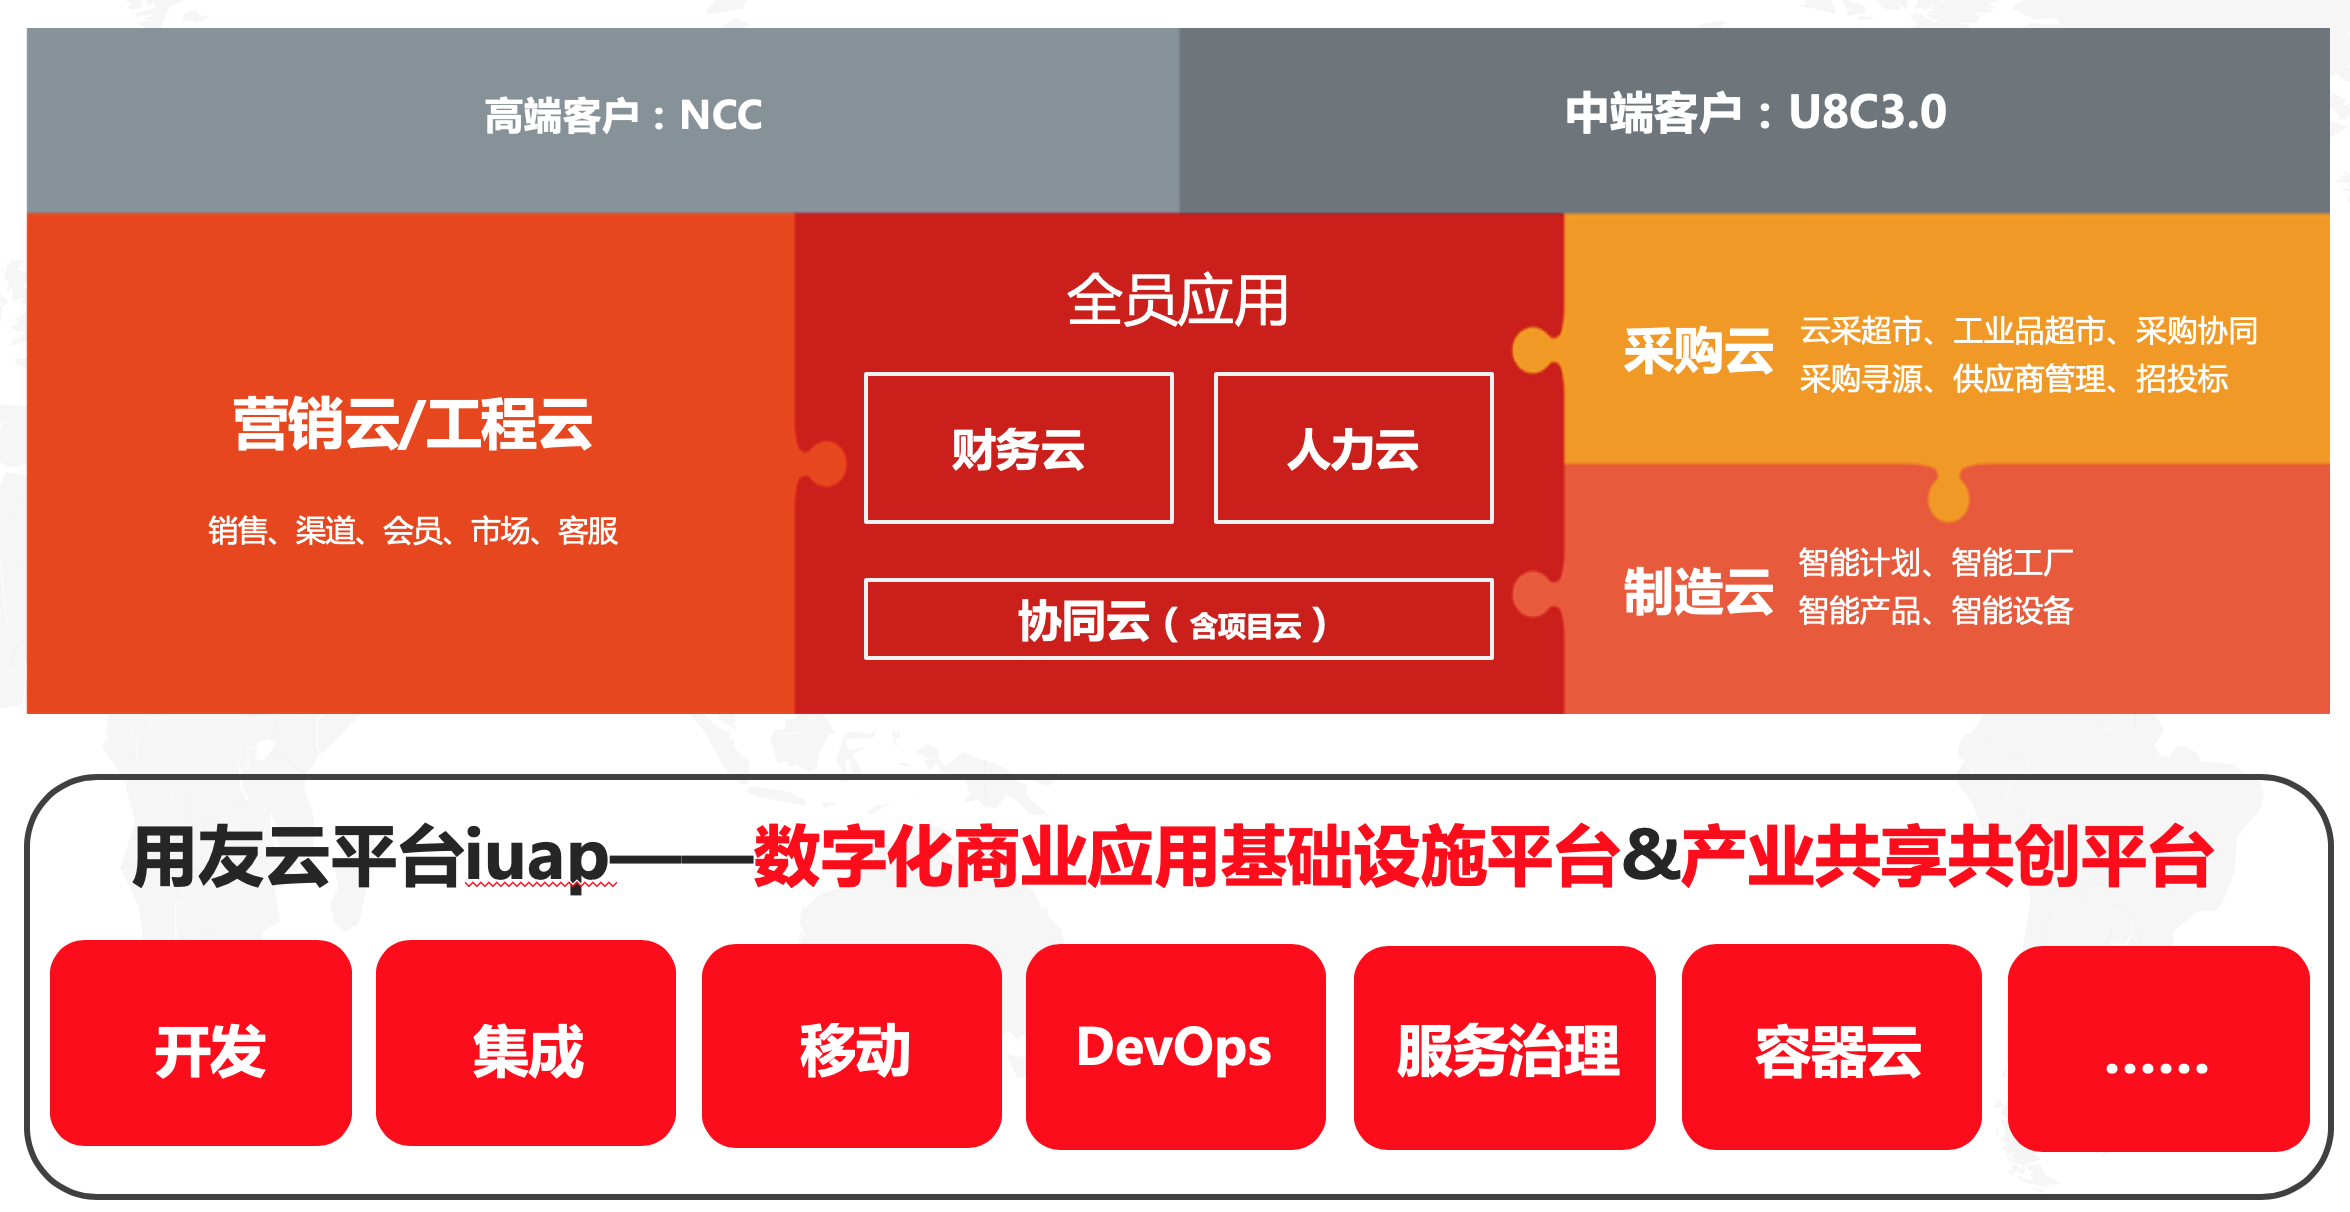 高端客户：NCC
中端客户：U8C3.0
营销云/工程云
销售、渠道、会员、市场、客服
全员应用
财务云
人力云
协同云（含项目云）
采购云
云采超市、工业品超市、采购协同
采购寻源、供应商管理、招投标
制造云
智能计划、智能工厂
智能产品、智能设备
用友云平台iuap——数字化商业应用基础设施平台&产业共享共创平台
开发
集成
移动
DevOps
服务治理
容器云
……